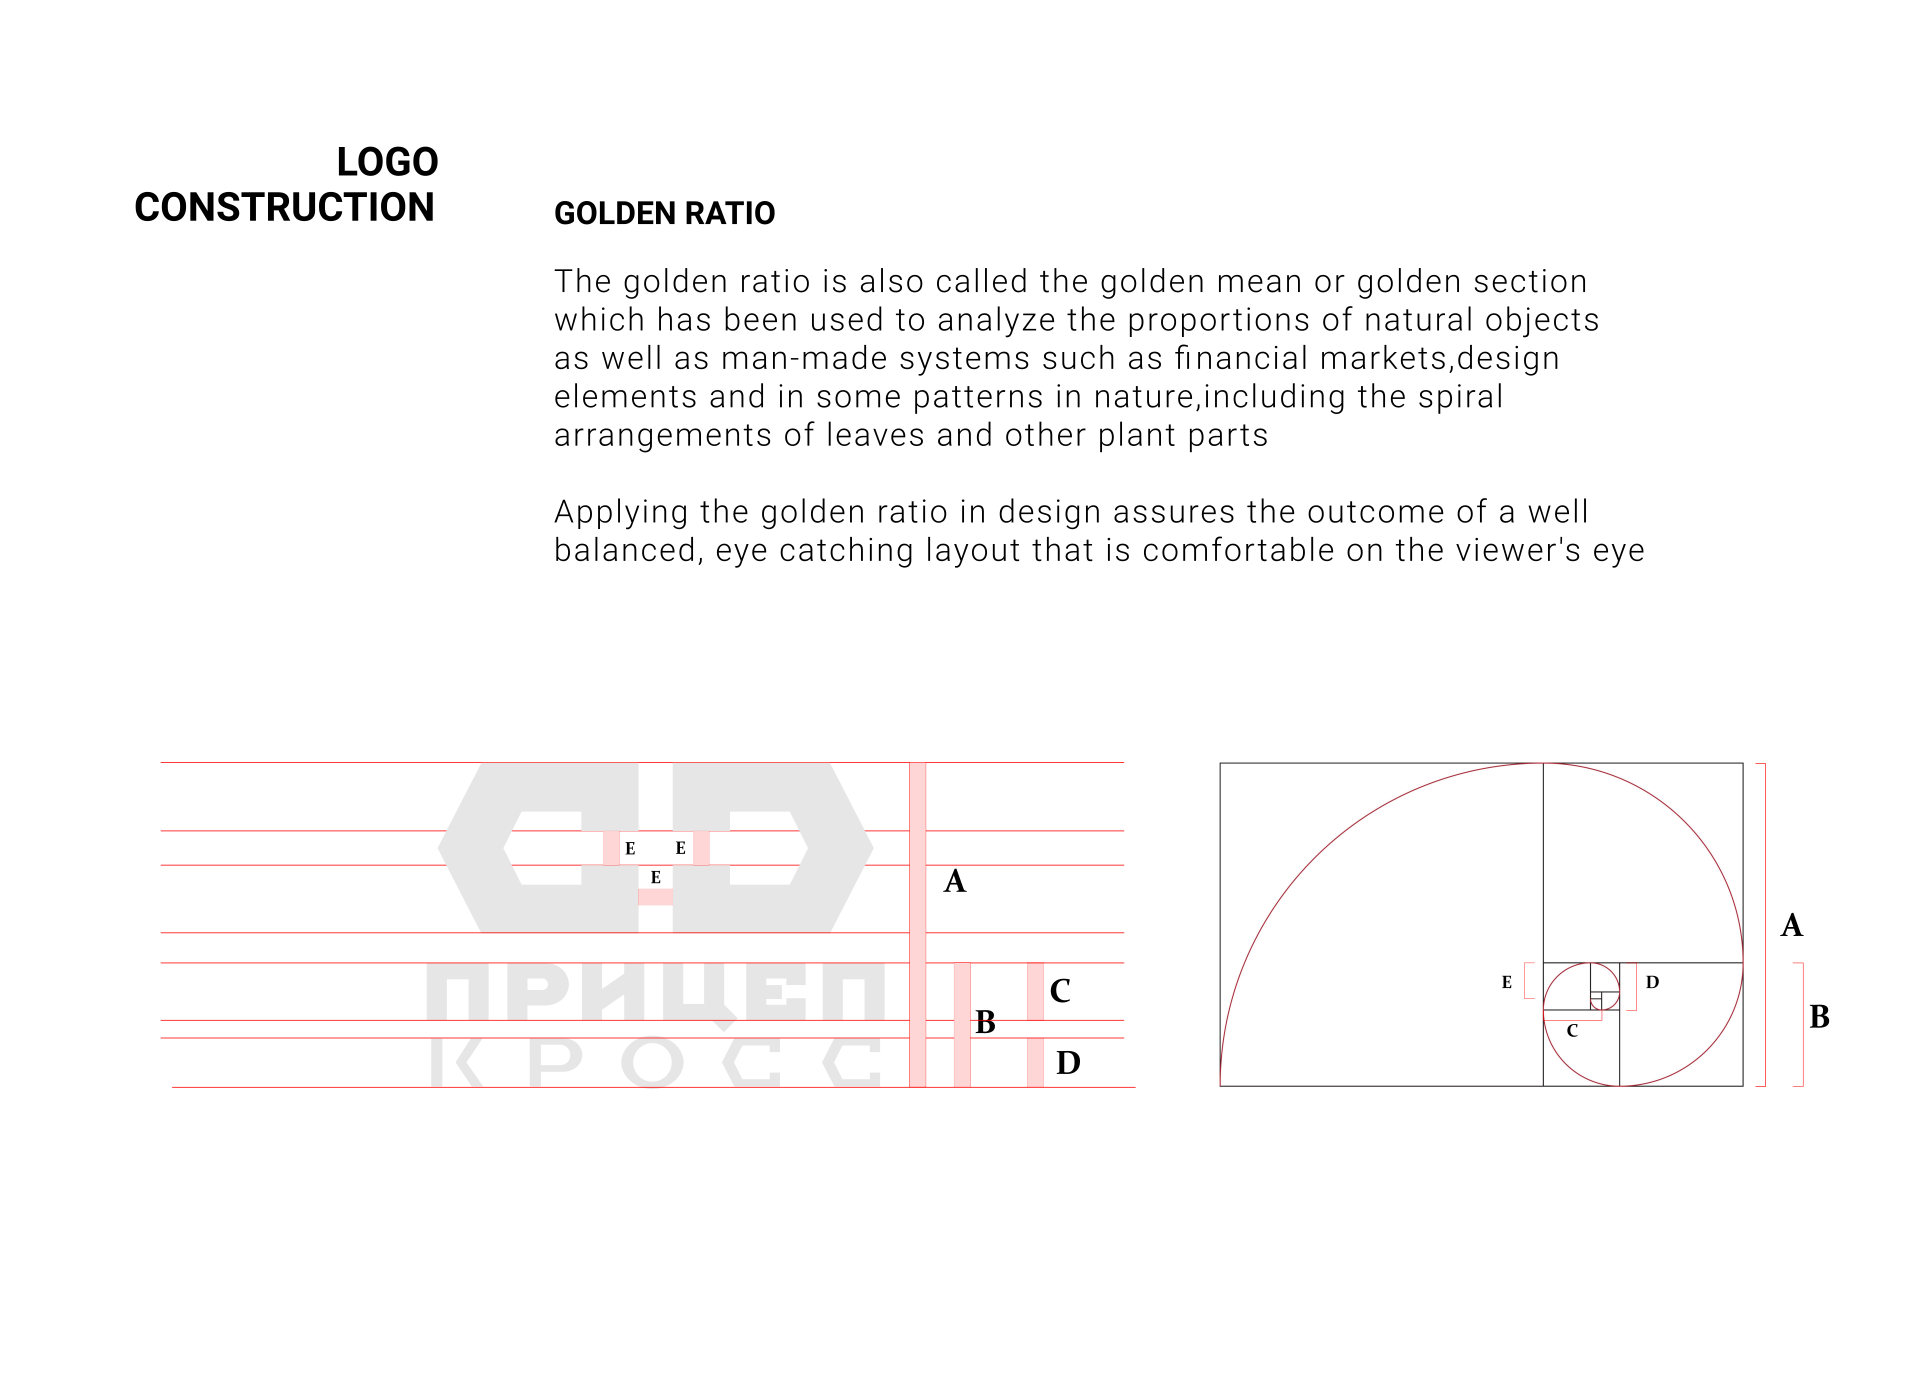 LOGO
CONSTRUCTION
GOLDEN RATIO
The golden ratio is also called the golden mean or golden section
which has been used to analyze the proportions of natural objects
as well as man-made systems such as financial markets,design
elements and in some patterns in nature,including the spiral
arrangements of leaves and other plant parts
Applying the golden ratio in design assures the outcome of a well
balanced, eye catching layout that is comfortable on the viewer's eye
E E
E
A
ПРИЦЕП
C
B
КРОСС
D
A
E
D
B
C